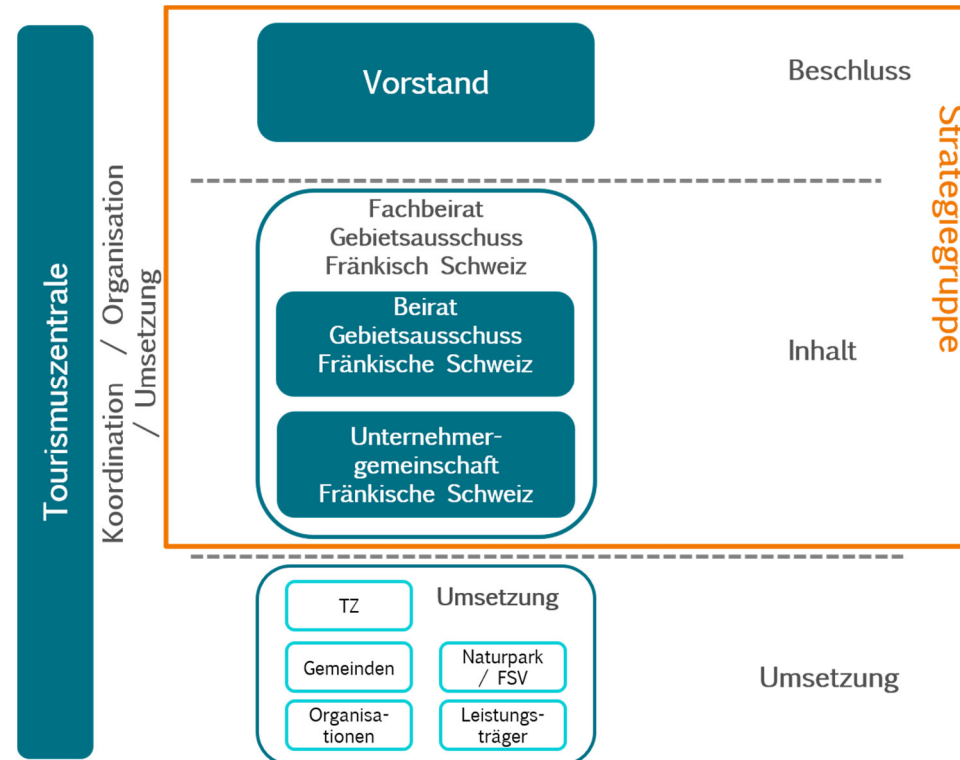 Tourismuszentrale
Koordination / Organisation
/ Umsetzung
Vorstand
Beschluss
Strategiegruppe
Fachbeirat
Gebietsausschuss
Fränkisch Schweiz
Beirat
Gebietsausschuss
Fränkische Schweiz
Inhalt
Unternehmer-
gemeinschaft
Fränkische Schweiz
Umsetzung
TZ
Gemeinden
Naturpark
/ FSV
Organisa-
tionen
Leistungs-
träger
Umsetzung